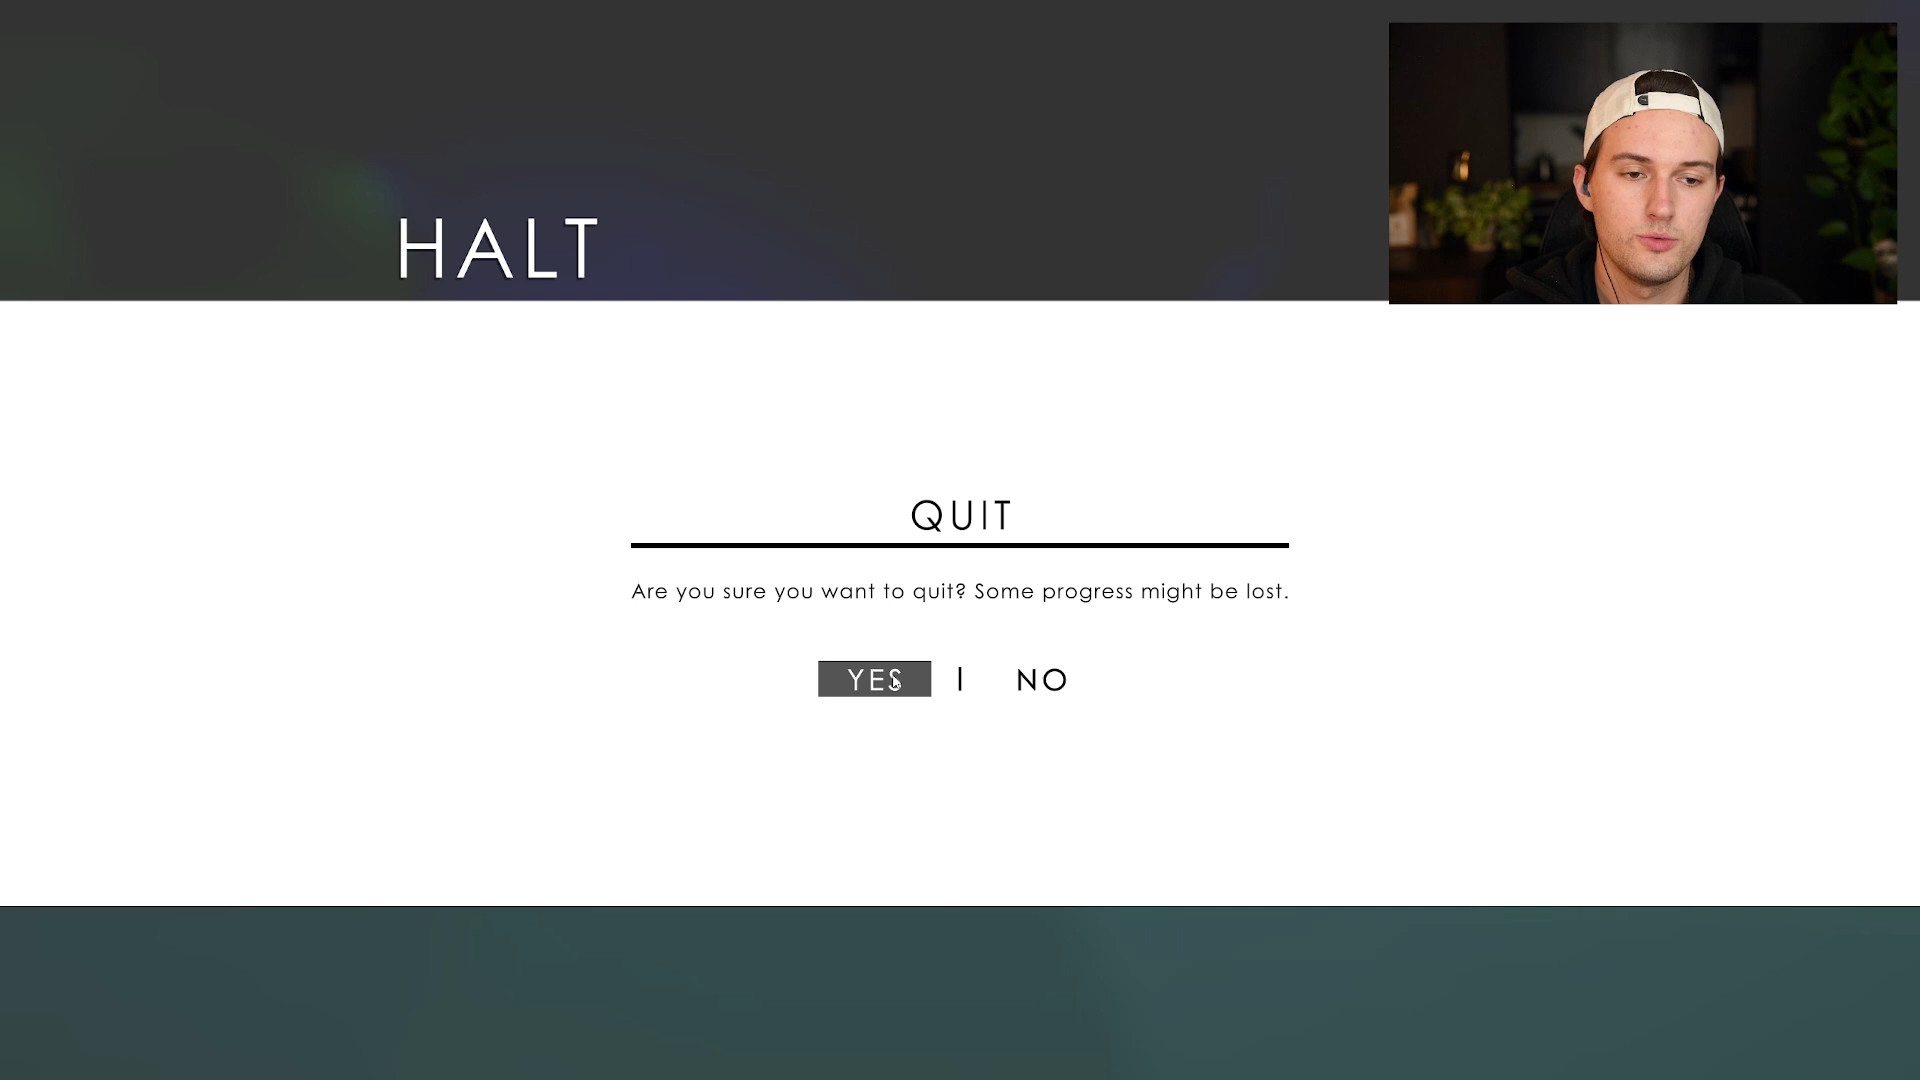 HALT
QUIT
Are you sure you want to quit? Some progress might be lost.
YES | NO